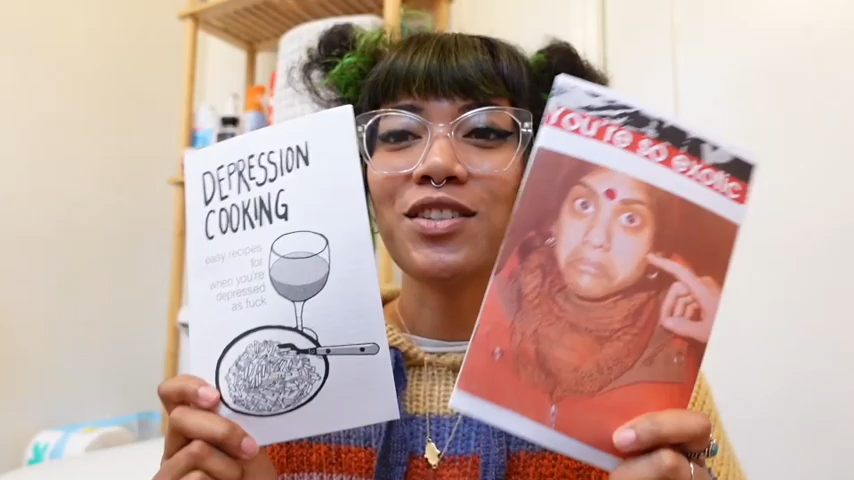 DEPRESSION
COOKING
easy recipes
for
when you're
depressed
as fuck
You're so exotic